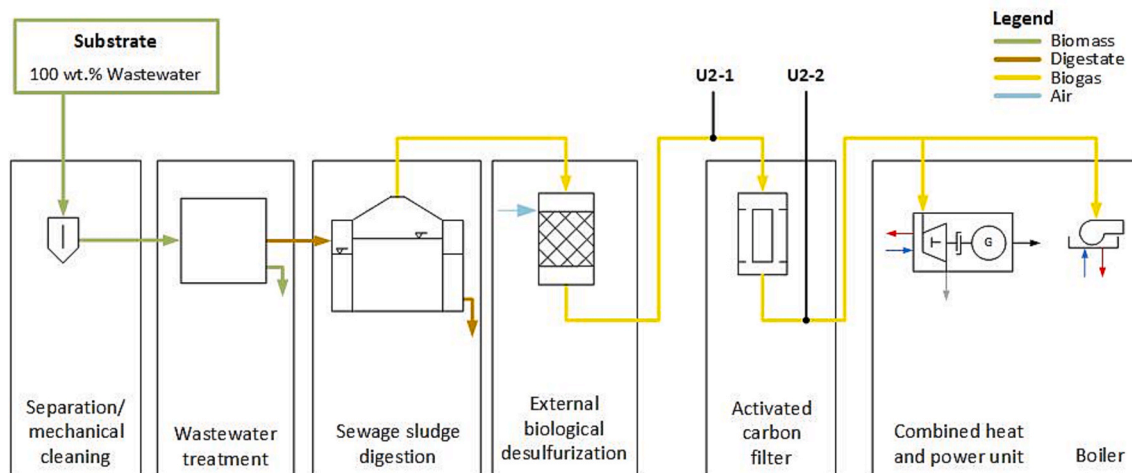 Substrate
100 wt.% Wastewater
Legend
Biomass
Digestate
Biogas
Air
U2-1
U2-2
T
G
Separation/
mechanical
cleaning
Wastewater
treatment
Sewage sludge
digestion
External
biological
desulfurization
Activated
carbon
filter
Combined heat
and power unit
Boiler